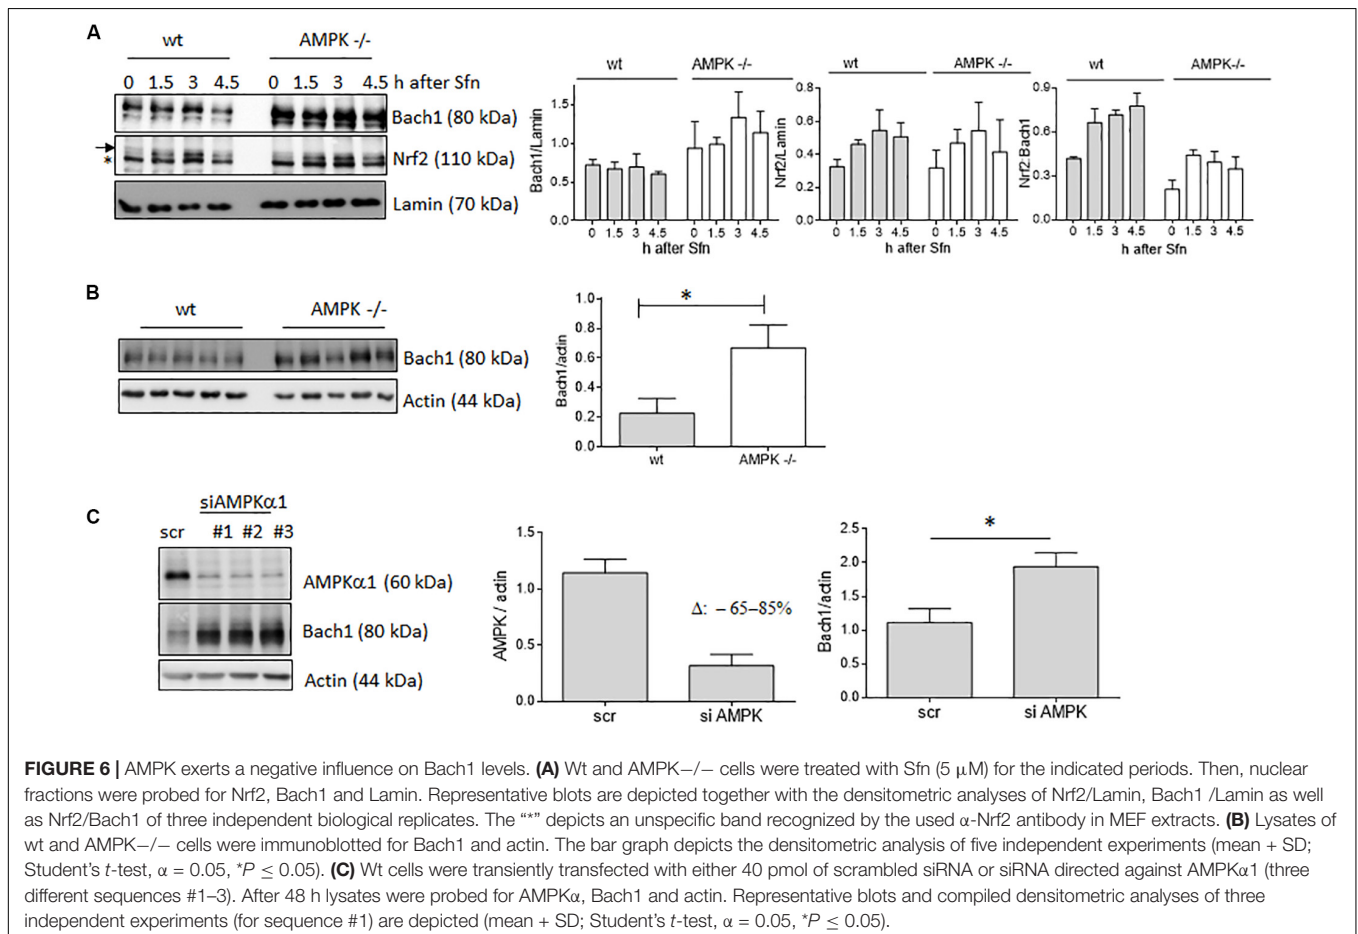 A
wt AMPK -/-
0 1.5 3 4.5 h after Sfn 0 1.5 3 4.5 h after Sfn
Bach1 (80 kDa)
* Nrf2 (110 kDa)
Lamin (70 kDa)
wt AMPK -/-
Bach1/Lamin
1.5
1.0
0.5
0.0
0 1.5 3 4.5 0 1.5 3 4.5
h after Sfn
wt AMPK -/-
Nrf2/Lamin
0.8
0.6
0.4
0.2
0.0
0 1.5 3 4.5 0 1.5 3 4.5
h after Sfn
wt AMPK-/-
Nrf2:Bach1
0.9
0.6
0.3
0.0
0 1.5 3 4.5 0 1.5 3 4.5
h after Sfn
B
wt AMPK -/-
Bach1 (80 kDa)
Actin (44 kDa)
Bach1/actin
1.0
0.8
0.6
0.4
0.2
0.0
*
wt AMPK -/-
C
siAMPKα1
scr #1 #2 #3
AMPKα1 (60 kDa)
Bach1 (80 kDa)
Actin (44 kDa)
AMPK / actin
1.5
1.0
0.5
0.0
Δ: – 65–85%
scr si AMPK
Bach1/actin
2.5
2.0
1.5
1.0
0.5
0.0
*
scr si AMPK
FIGURE 6 | AMPK exerts a negative influence on Bach1 levels. (A) Wt and AMPK−/− cells were treated with Sfn (5 μM) for the indicated periods. Then, nuclear
fractions were probed for Nrf2, Bach1 and Lamin. Representative blots are depicted together with the densitometric analyses of Nrf2/Lamin, Bach1 /Lamin as well
as Nrf2/Bach1 of three independent biological replicates. The “*” depicts an unspecific band recognized by the used α-Nrf2 antibody in MEF extracts. (B) Lysates of
wt and AMPK−/− cells were immunoblotted for Bach1 and actin. The bar graph depicts the densitometric analysis of five independent experiments (mean + SD;
Student’s t-test, α = 0.05, *P ≤ 0.05). (C) Wt cells were transiently transfected with either 40 pmol of scrambled siRNA or siRNA directed against AMPKα1 (three
different sequences #1–3). After 48 h lysates were probed for AMPKα, Bach1 and actin. Representative blots and compiled densitometric analyses of three
independent experiments (for sequence #1) are depicted (mean + SD; Student’s t-test, α = 0.05, *P ≤ 0.05).